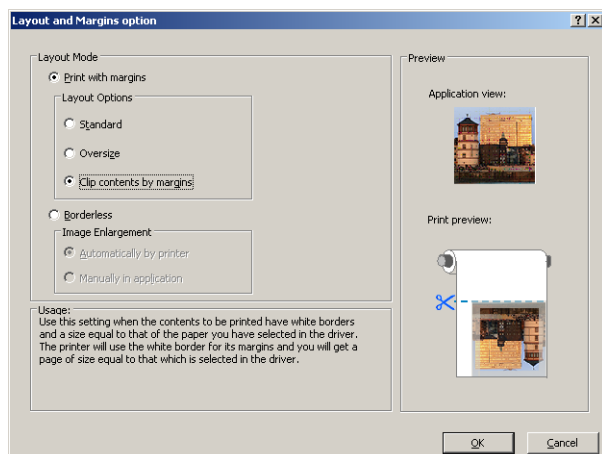 Layout and Margins option
Layout Mode
Print with margins
Layout Options
Standard
Oversize
Clip contents by margins
Borderless
Image Enlargement
Automatically by printer
Manually in application
Usage:
Use this setting when the contents to be printed have white borders
and a size equal to that of the paper you have selected in the driver.
The printer will use the white border for its margins and you will get a
page of size equal to that which is selected in the driver.
Preview
Application view:
Print preview:
OK
Cancel